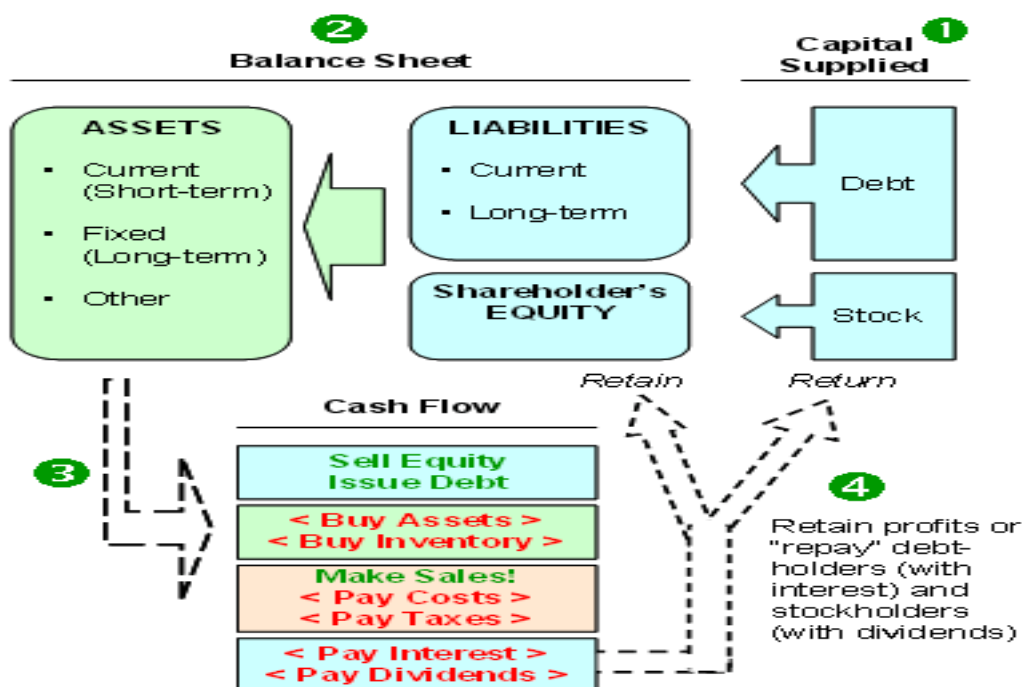 2
Balance Sheet
1
Capital
Supplied
ASSETS
▪ Current
(Short-term)
▪ Fixed
(Long-term)
▪ Other
LIABILITIES
▪ Current
▪ Long-term
Shareholder's
EQUITY
Debt
Stock
Retain
Return
Cash Flow
3
Sell Equity
Issue Debt
< Buy Assets >
< Buy Inventory >
Make Sales!
< Pay Costs >
< Pay Taxes >
< Pay Interest >
< Pay Dividends >
4
Retain profits or
"repay" debt-
holders (with
interest) and
stockholders
(with dividends)